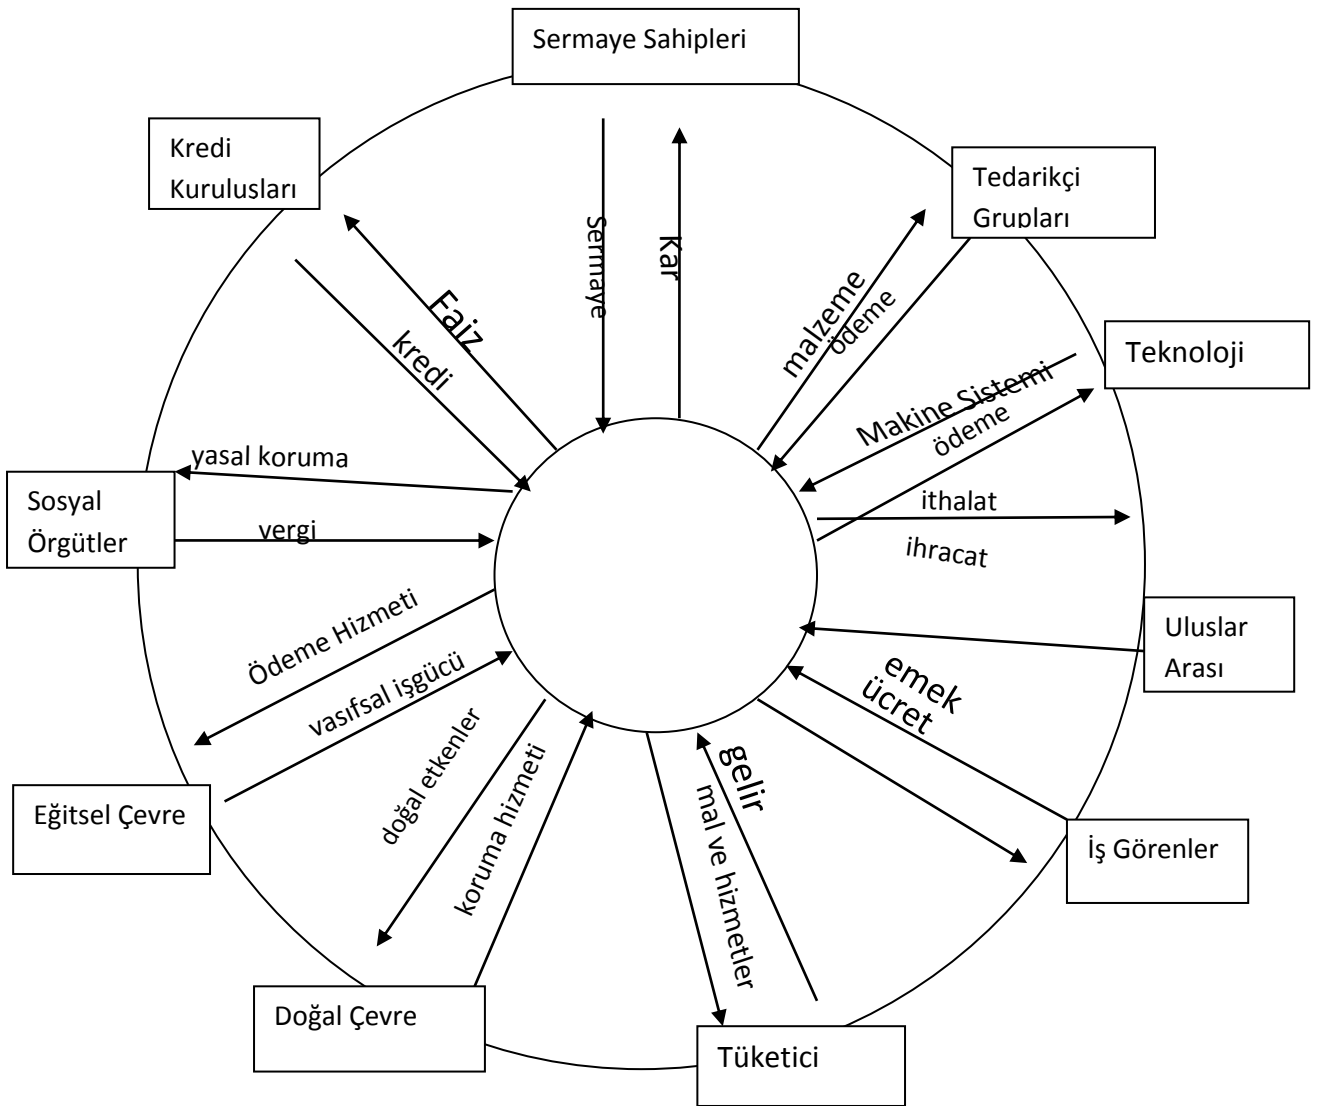 Sermaye Sahipleri
Kredi
Kuruluşları
Tedarikçi
Grupları
Sermaye
Kar
Faiz
kredi
malzeme
ödeme
Teknoloji
Makine Sistemi
ödeme
yasal koruma
vergi
Sosyal
Örgütler
ithalat
ihracat
Uluslar
Arası
Ödeme Hizmeti
vasıfsal işgücü
emek
ücret
doğal etkenler
koruma hizmeti
gelir
mal ve hizmetler
Eğitsel Çevre
İş Görenler
Doğal Çevre
Tüketici